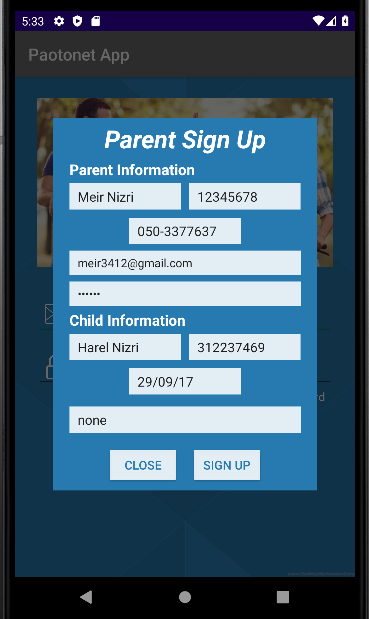 5:33
Paotonet App
Parent Sign Up
Parent Information
Meir Nizri 12345678
050-3377637
meir3412@gmail.com
••••••
Child Information
Harel Nizri 312237469
29/09/17
none
CLOSE SIGN UP